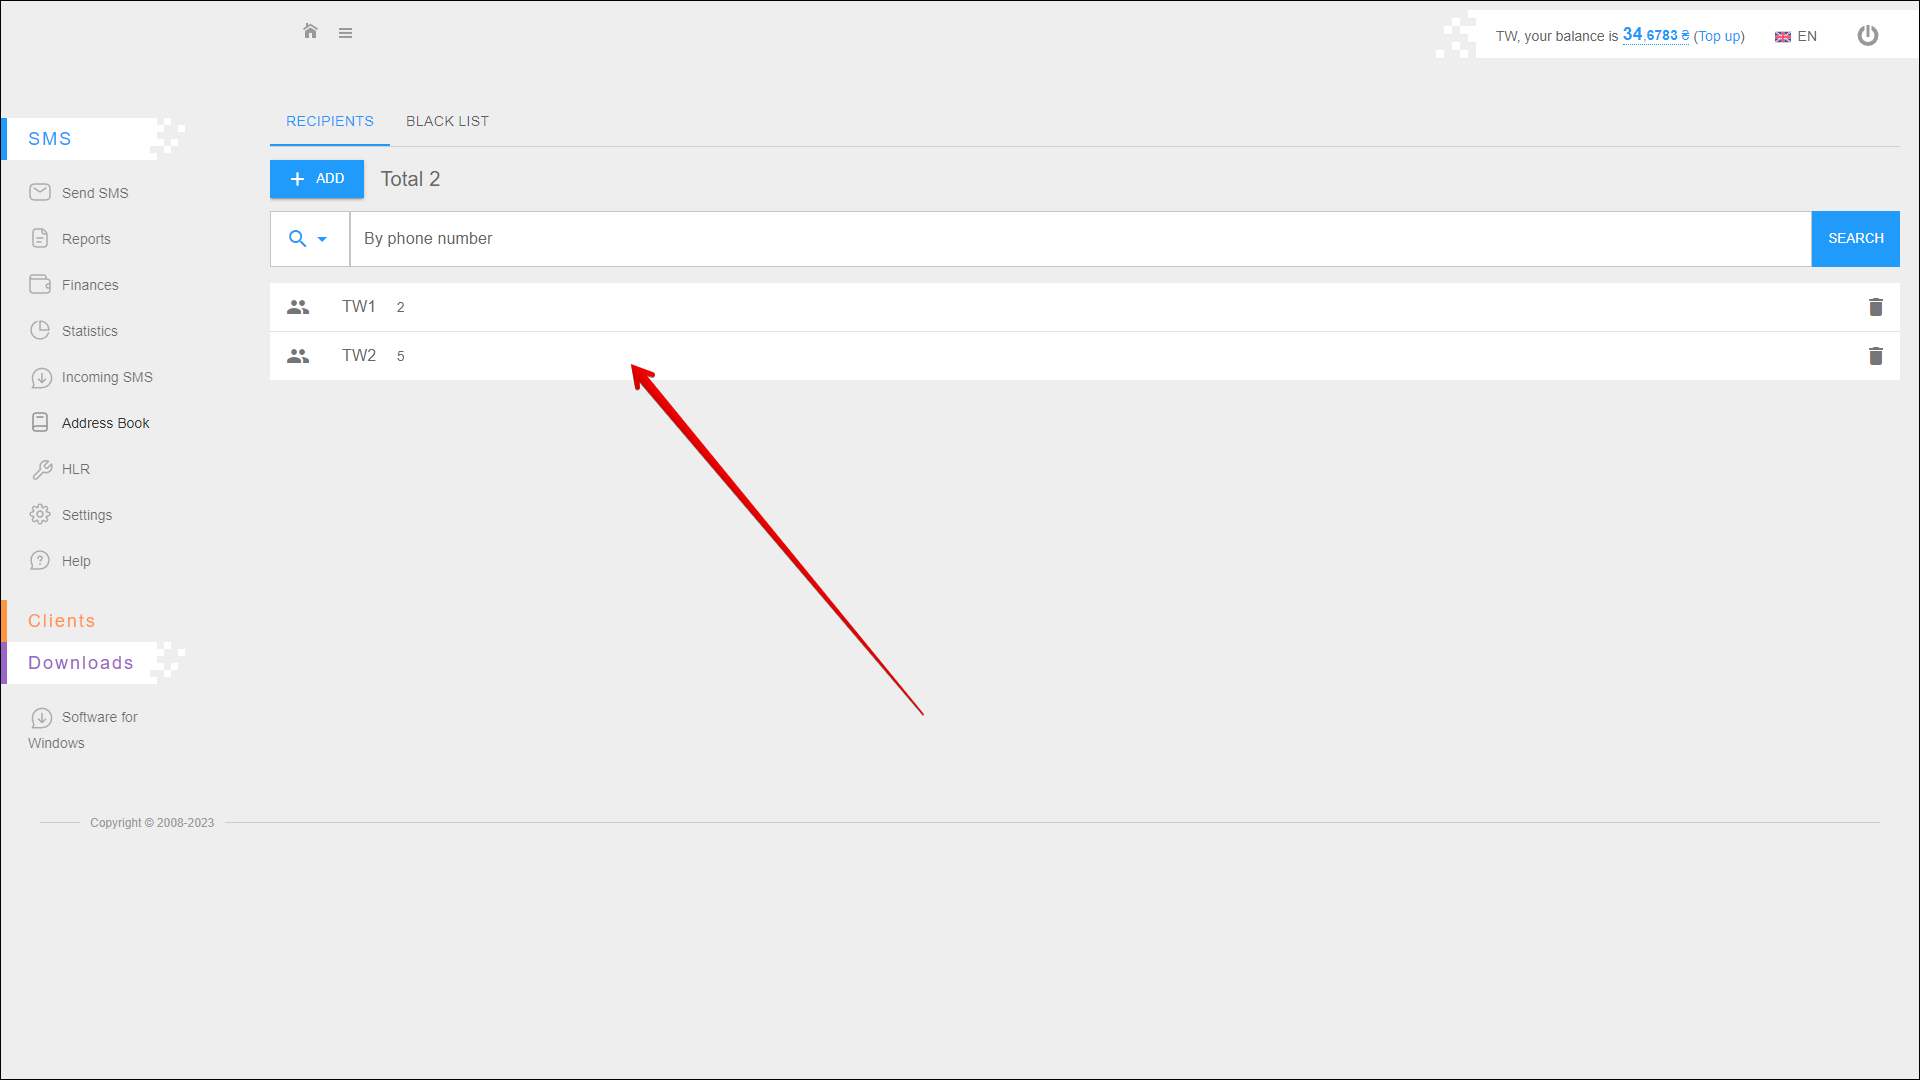 TW, your balance is 34,6783 ₴ (Top up)
EN
SMS
Send SMS
Reports
Finances
Statistics
Incoming SMS
Address Book
HLR
Settings
Help
Clients
Downloads
Software for
Windows
RECIPIENTS
BLACK LIST
ADD
Total 2
By phone number
SEARCH
TW1 2
TW2 5
Copyright © 2008-2023